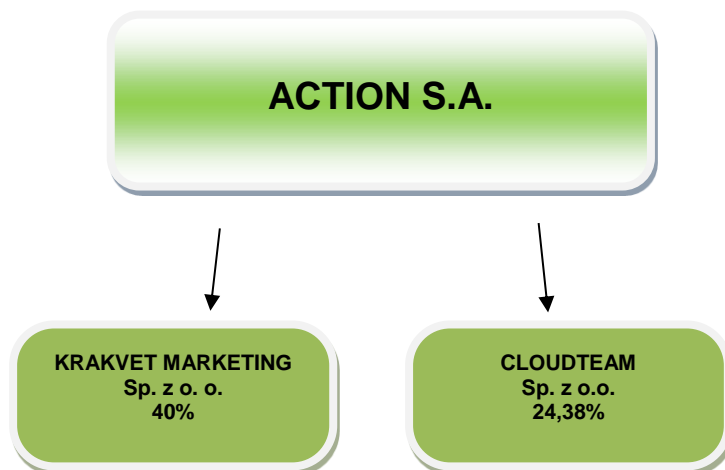 ACTION S.A.
KRAKVET MARKETING
Sp. z o. o.
40%
CLOUDTEAM
Sp. z o.o.
24,38%